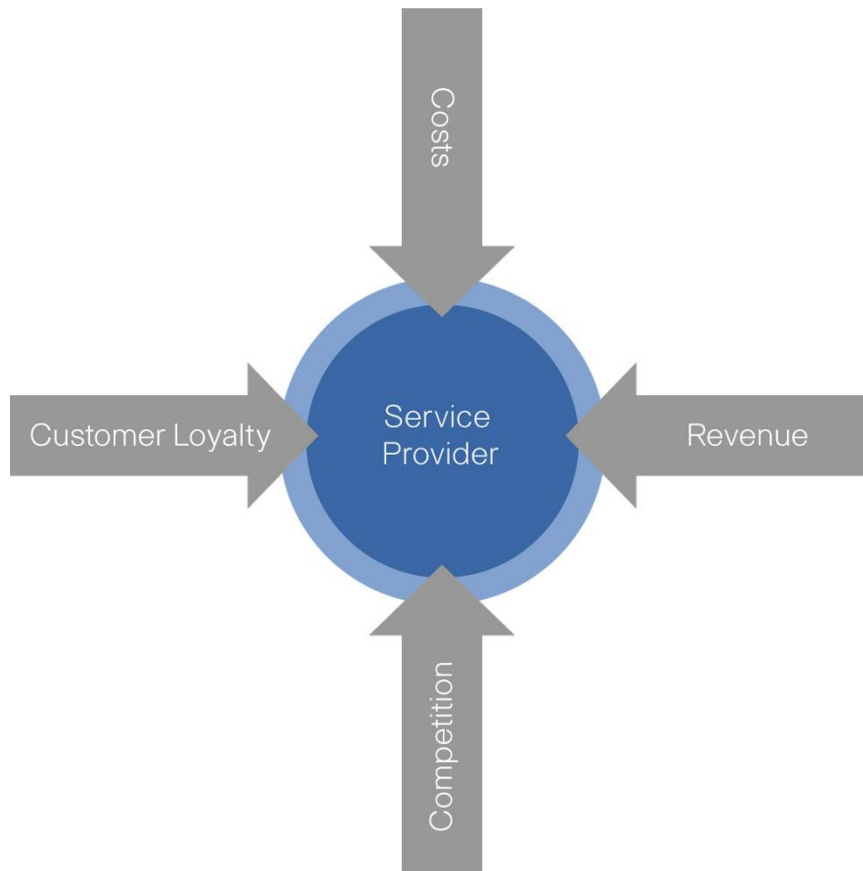 Costs
Customer Loyalty
Service
Provider
Revenue
Competition